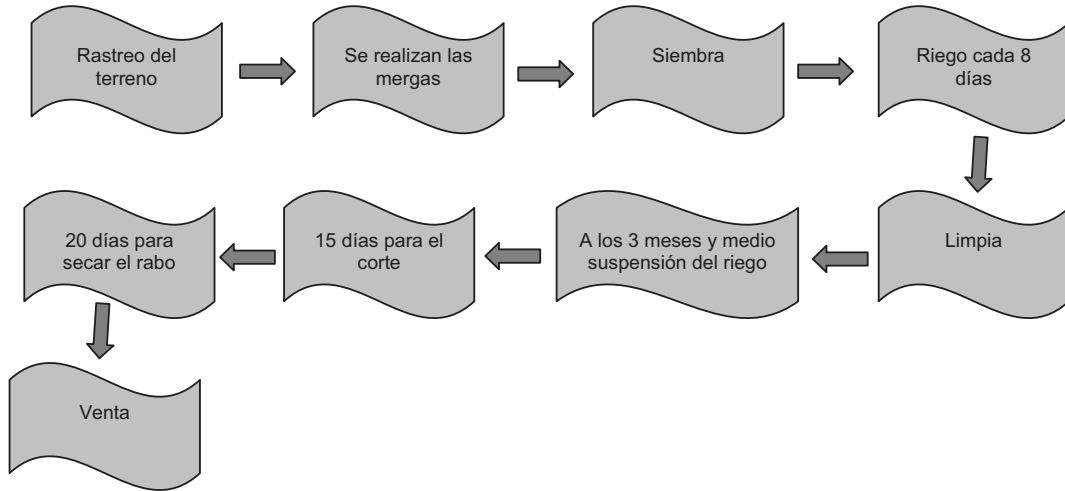 Rastreo del
terreno
Se realizan las
mergas
Siembra
Riego cada 8
días
Limpia
A los 3 meses y medio
suspensión del riego
15 días para el
corte
20 días para
secar el rabo
Venta